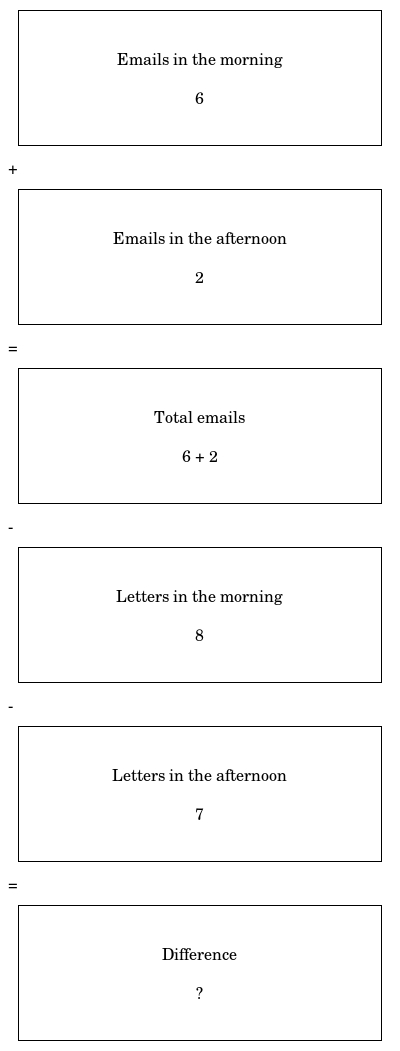 Emails in the morning
6
+
Emails in the afternoon
2
=
Total emails
6 + 2
-
Letters in the morning
8
-
Letters in the afternoon
7
=
Difference
?